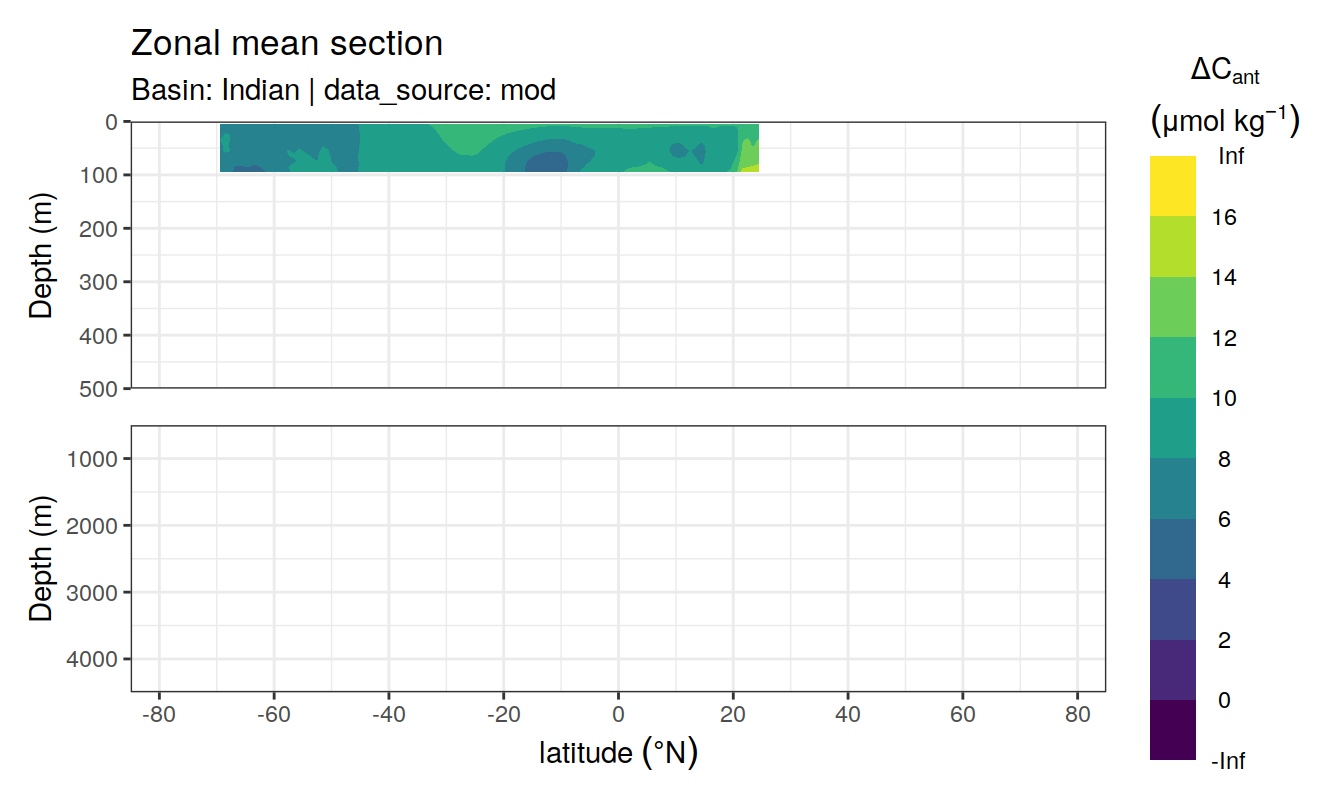 Zonal mean section
Basin: Indian | data_source: mod
ΔCant
(μmol kg⁻¹)
Depth (m)
0
100
200
300
400
500
Depth (m)
1000
2000
3000
4000
-80 -60 -40 -20 0 20 40 60 80
latitude (°N)
Inf
16
14
12
10
8
6
4
2
0
-Inf